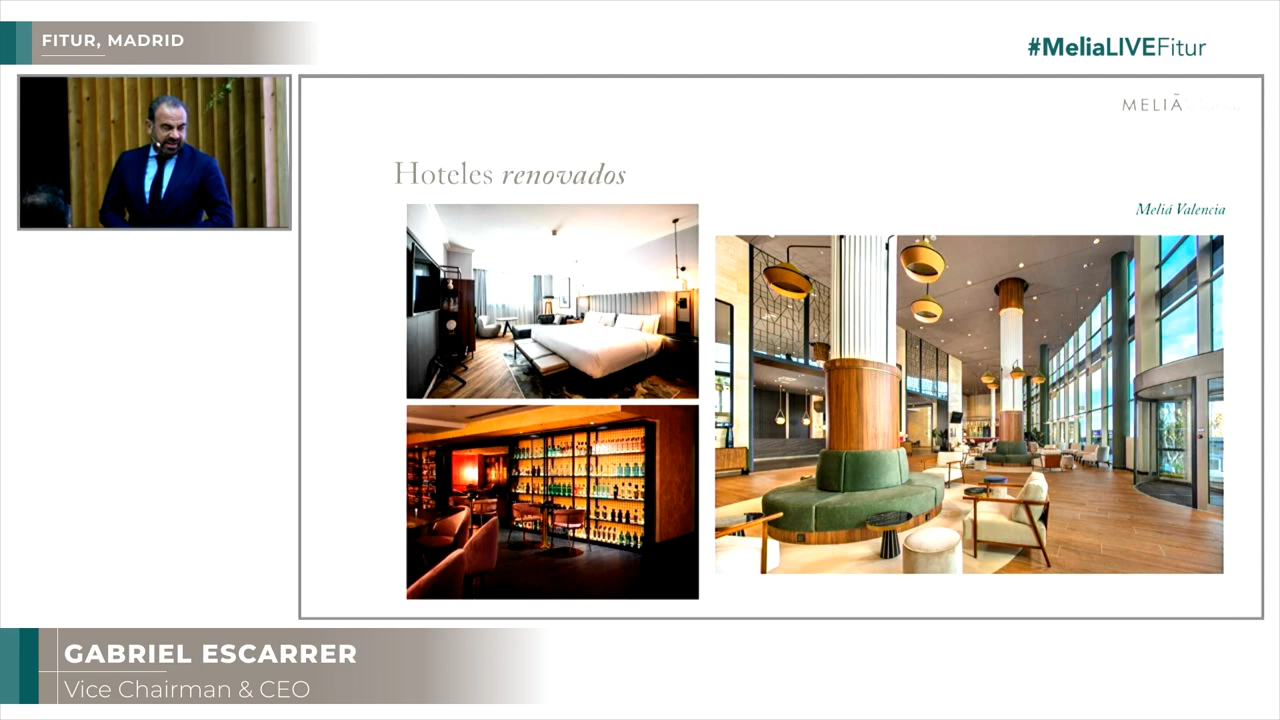 FITUR, MADRID
#MeliaLIVEFitur
MELIÃ
Hoteles renovados
Meliá Valencia
GABRIEL ESCARRER
Vice Chairman & CEO